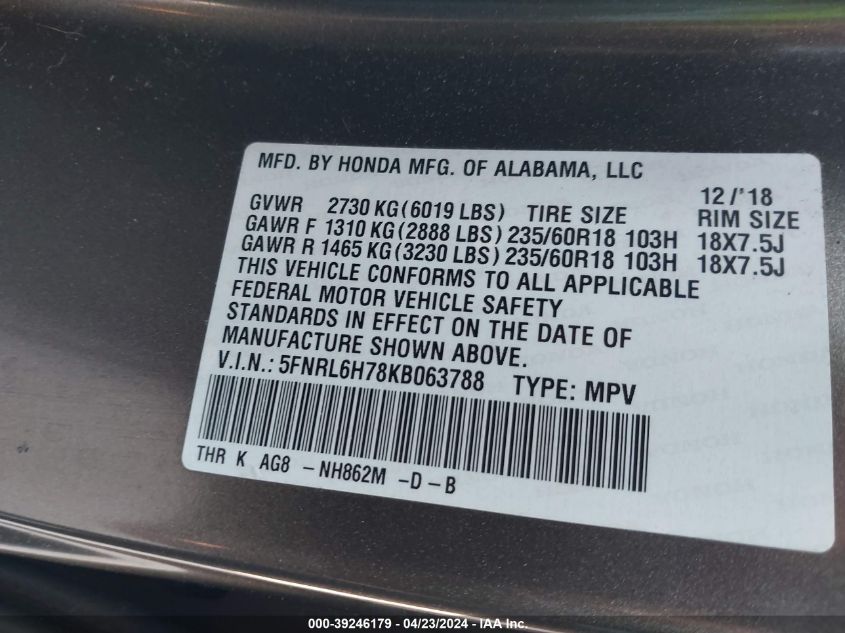 MFD. BY HONDA MFG. OF ALABAMA, LLC
12/'18
GVWR 2730 KG(6019 LBS) TIRE SIZE RIM SIZE
GAWR F 1310 KG(2888 LBS)235/60R18 103H 18X7.5J
GAWR R 1465 KG(3230 LBS)235/60R18 103H 18X7.5J
THIS VEHICLE CONFORMS TO ALL APPLICABLE
FEDERAL MOTOR VEHICLE SAFETY
STANDARDS IN EFFECT ON THE DATE OF
MANUFACTURE SHOWN ABOVE.
V.I.N.: 5FNRL6H78KB063788 TYPE: MPV
THR K AG8 -NH862M -D-B
000-39246179 - 04/23/2024 - IAA Inc.